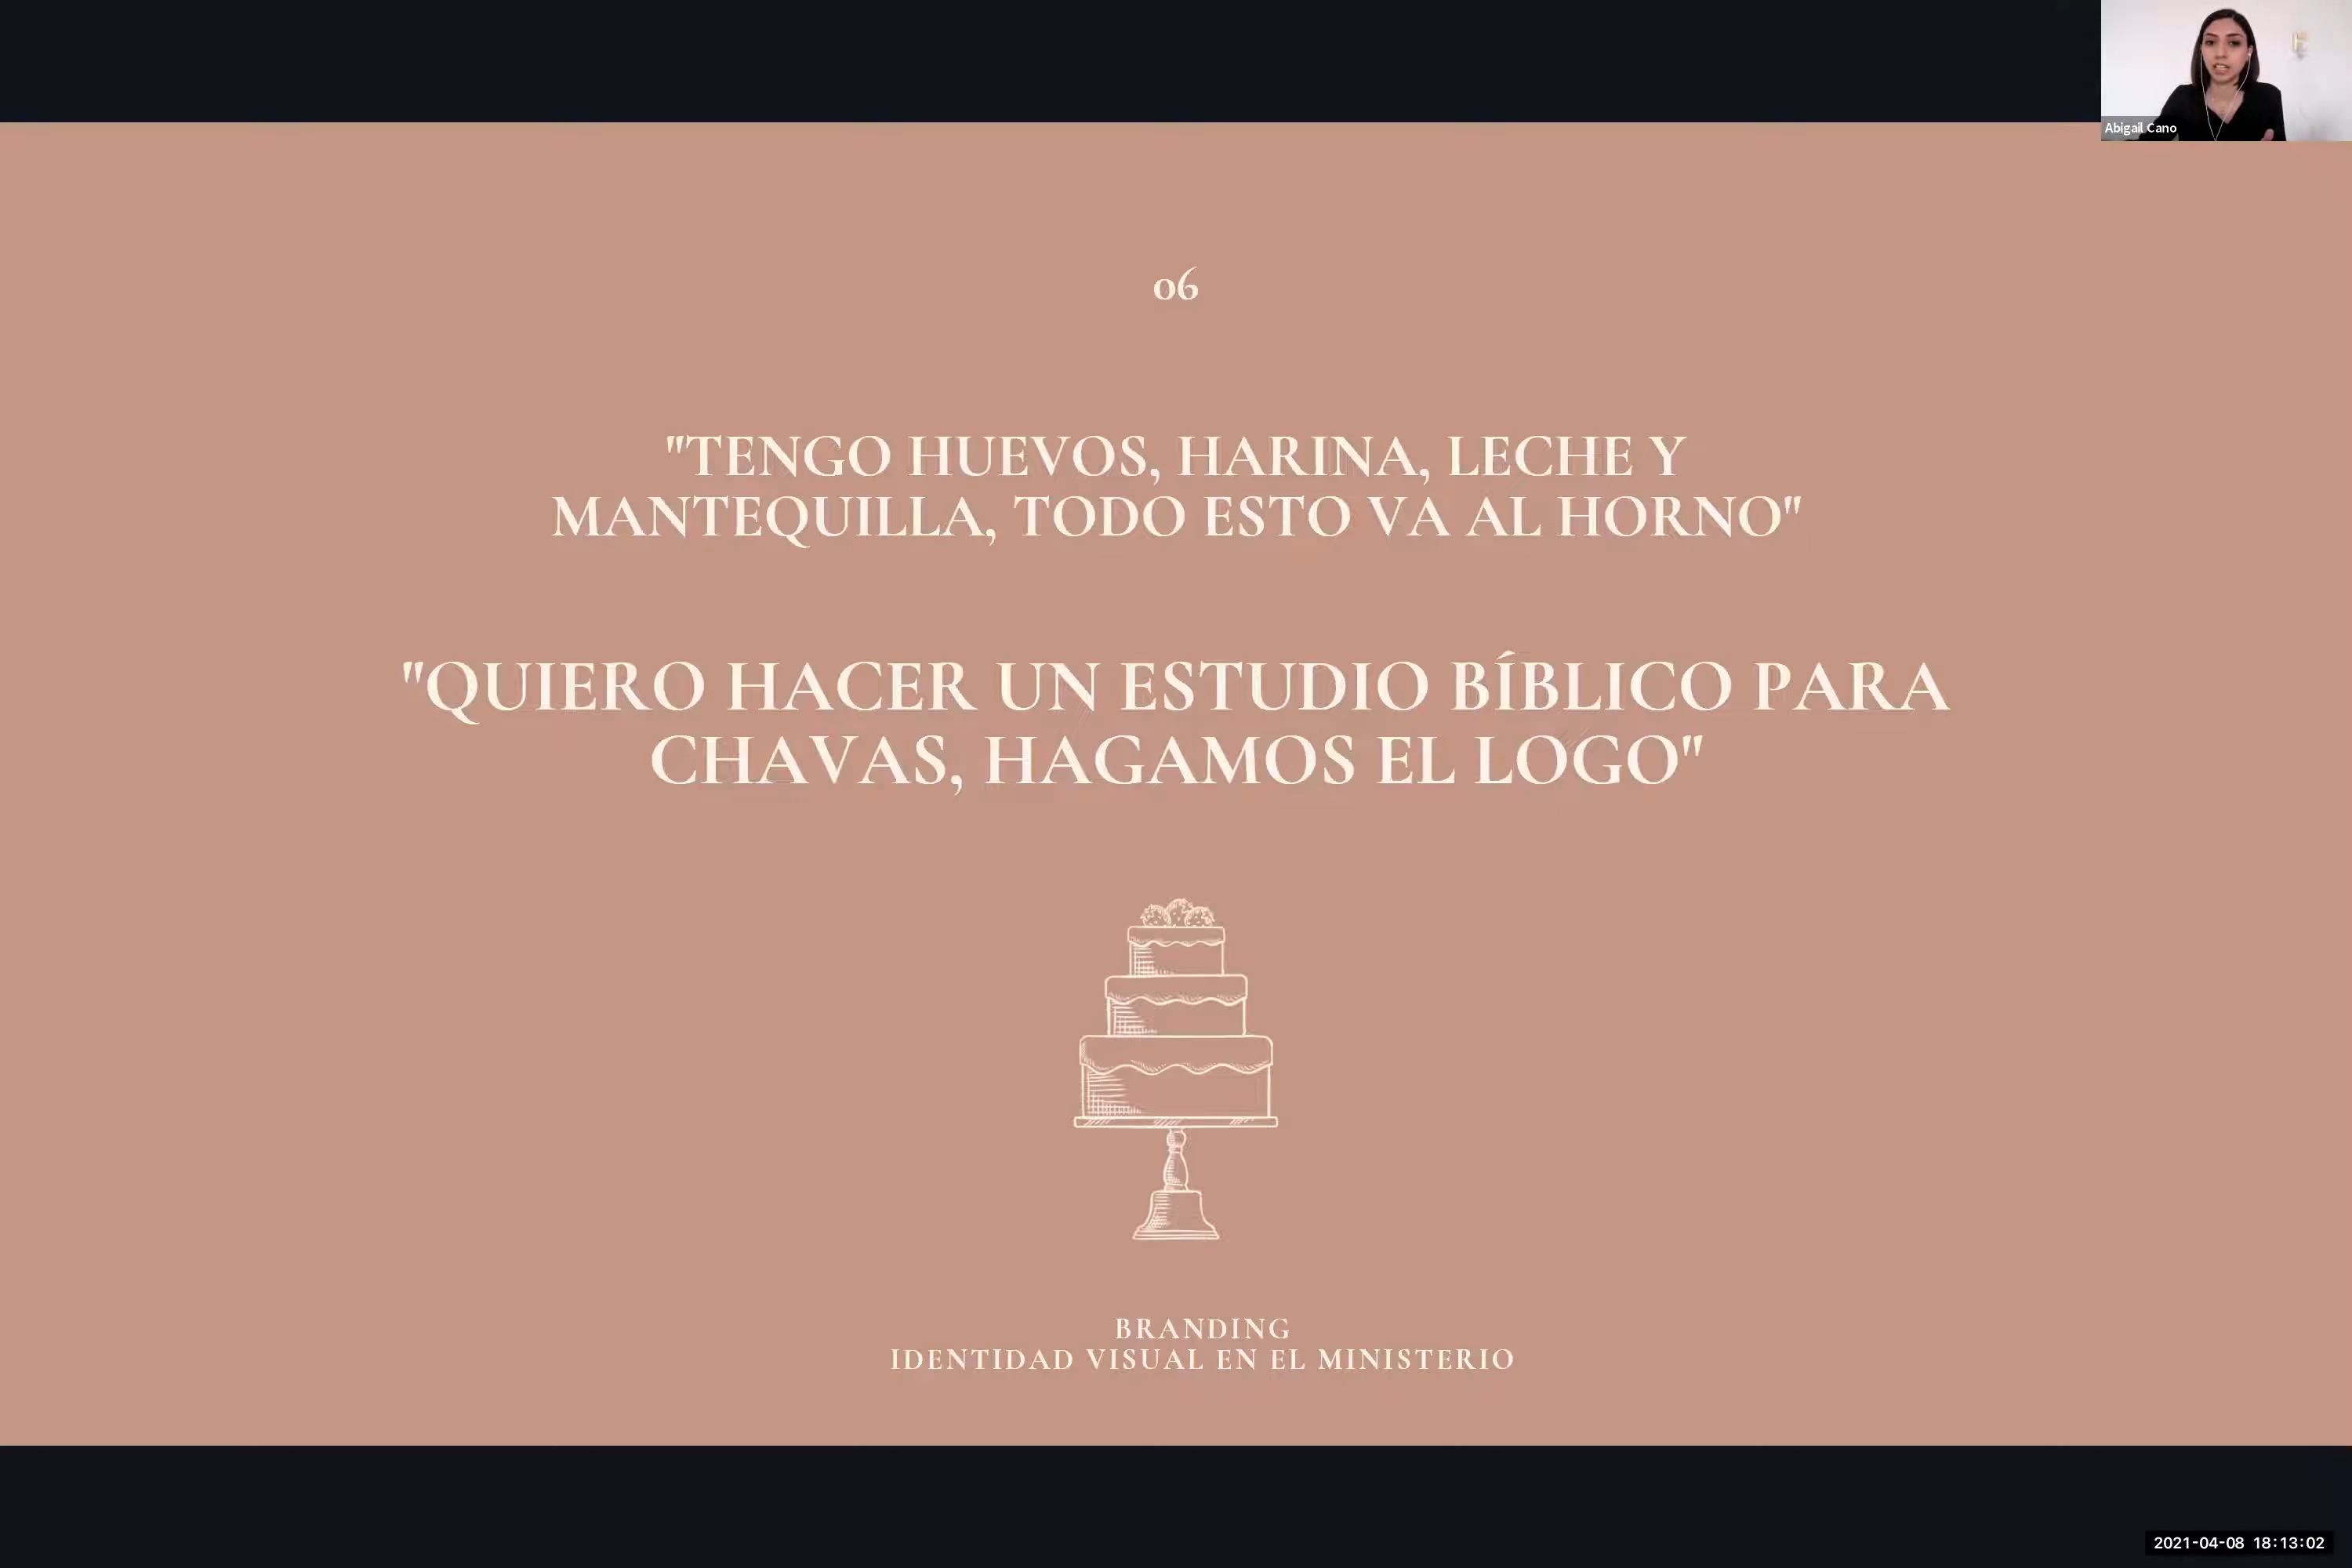 Abigail Cano
06
"TENGO HUEVOS, HARINA, LECHE Y
MANTEQUILLA, TODO ESTO VA AL HORNO"
"QUIERO HACER UN ESTUDIO BÍBLICO PARA
CHAVAS, HAGAMOS EL LOGO"
BRANDING
IDENTIDAD VISUAL EN EL MINISTERIO
2021-04-08 18:13:02